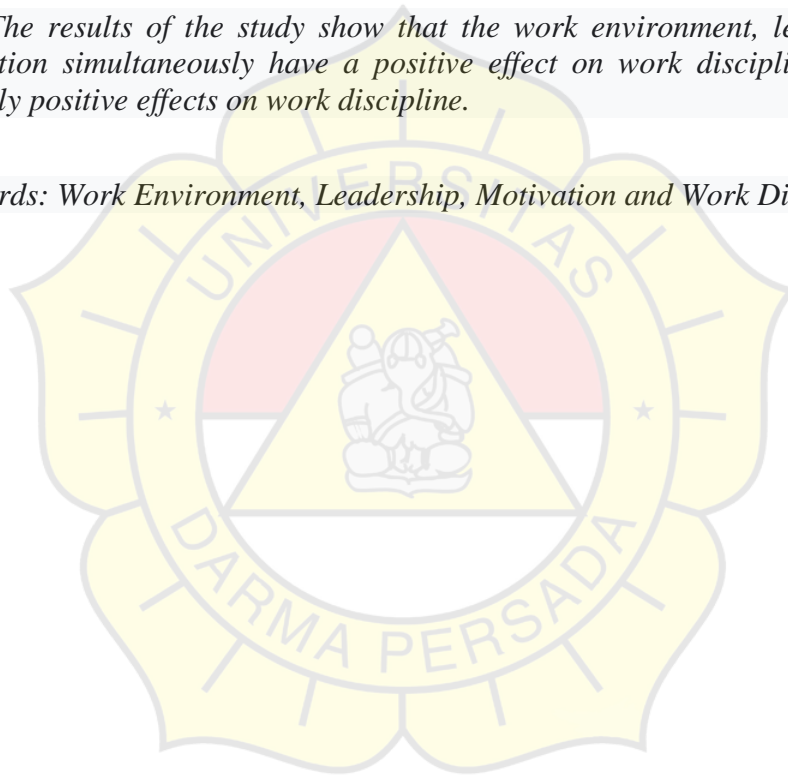 The results of the study show that the work environment, le
tion simultaneously have a positive effect on work discipli
ly positive effects on work discipline.
rds: Work Environment, Leadership, Motivation and Work Di
UNIVERSITAS
DARMA PERSADA